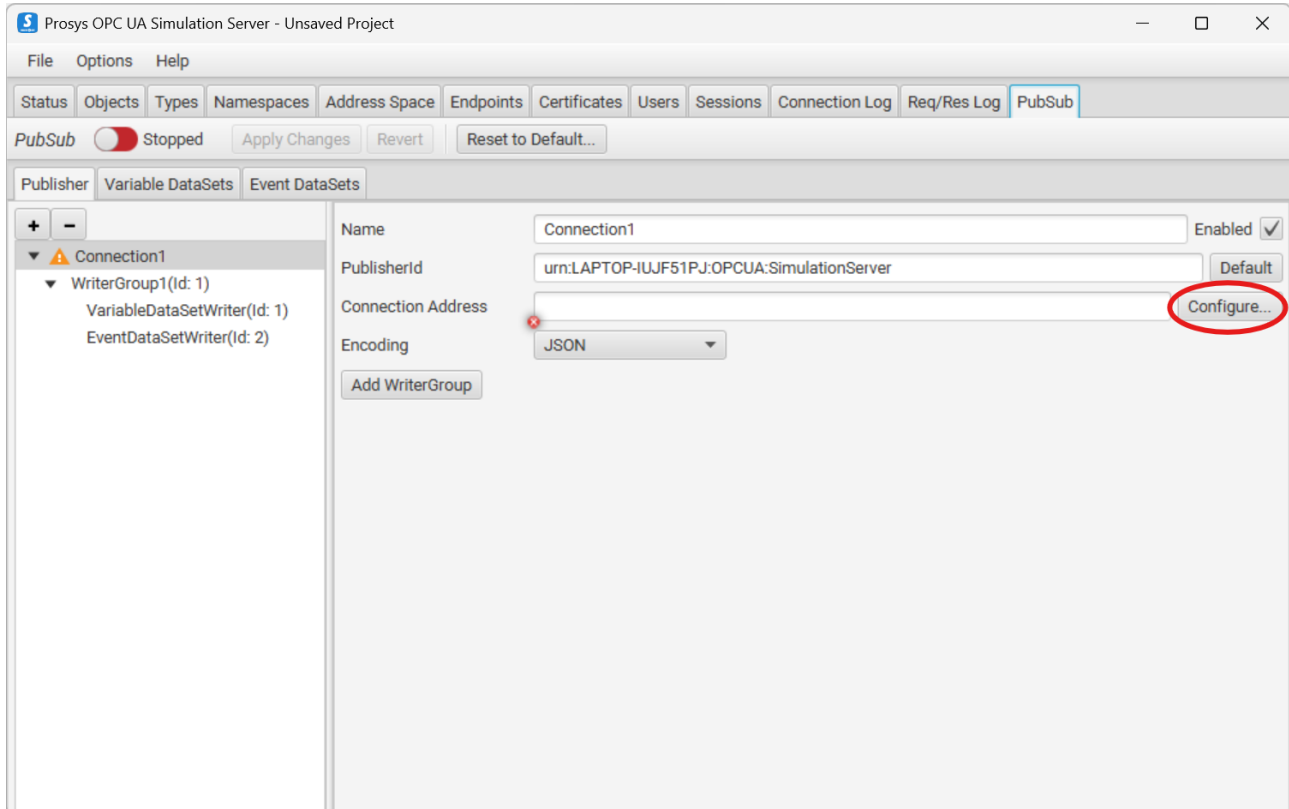 Prosys OPC UA Simulation Server - Unsaved Project
File Options Help
Status Objects Types Namespaces Address Space Endpoints Certificates Users Sessions Connection Log Req/Res Log PubSub
PubSub Stopped Apply Changes Revert Reset to Default...
Publisher Variable DataSets Event DataSets
+ -
Connection1
WriterGroup1(Id: 1)
VariableDataSetWriter(Id: 1)
EventDataSetWriter(Id: 2)
Name Connection1 Enabled
PublisherId urn:LAPTOP-IUJF51PJ:OPCUA:SimulationServer Default
Connection Address Configure...
Encoding JSON
Add WriterGroup